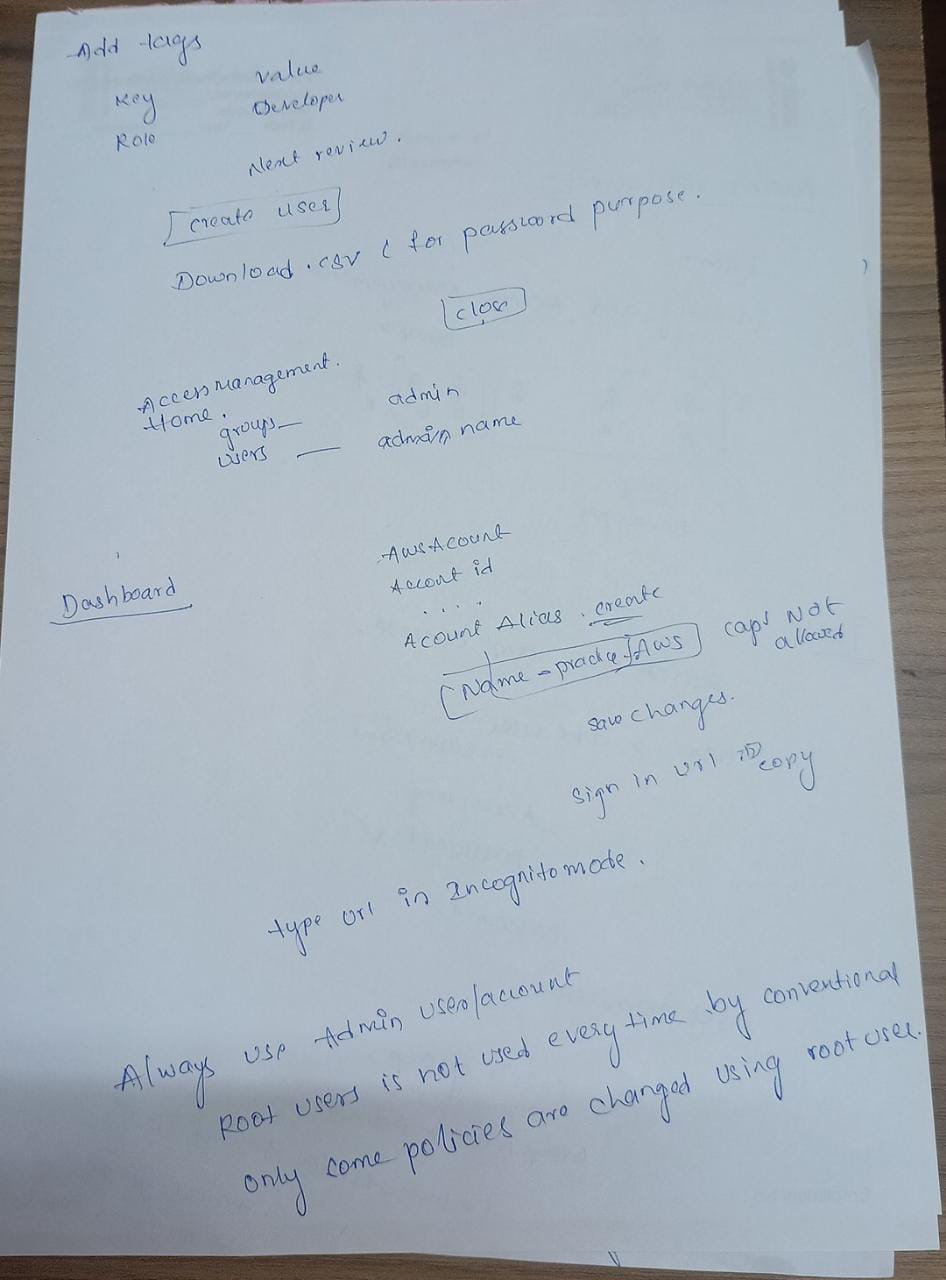 Add tags
Key Value
Role Developer
Next review.
create user
Download .csv ( for password purpose.
close
Access Management.
Home.
groups — admin
users — admin name
Dashboard
Aws Acount
Accont id
....
Acount Alias . create
Name - practice AWS caps Not allowed
save changes.
sign in url copy
type url in Incognito mode.
Always use Admin user/account
Root users is not used every time by conventional
only some policies are changed using root user.